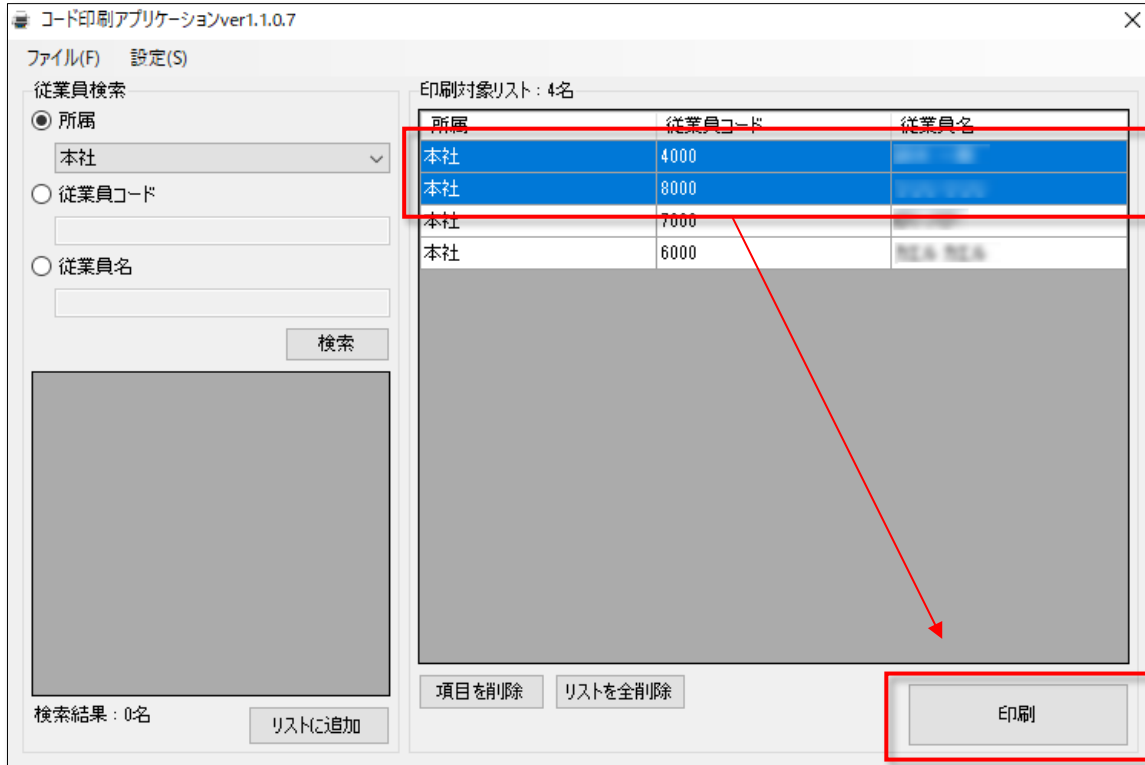 コード印刷アプリケーションver1.1.0.7
ファイル(F) 設定(S)
従業員検索
所属
本社
従業員コード
従業員名
検索
検索結果：0名
リストに追加
印刷対象リスト：4名
所属 従業員コード 従業員名
本社 4000
本社 8000
本社 7000
本社 6000
項目を削除 リストを全削除
印刷